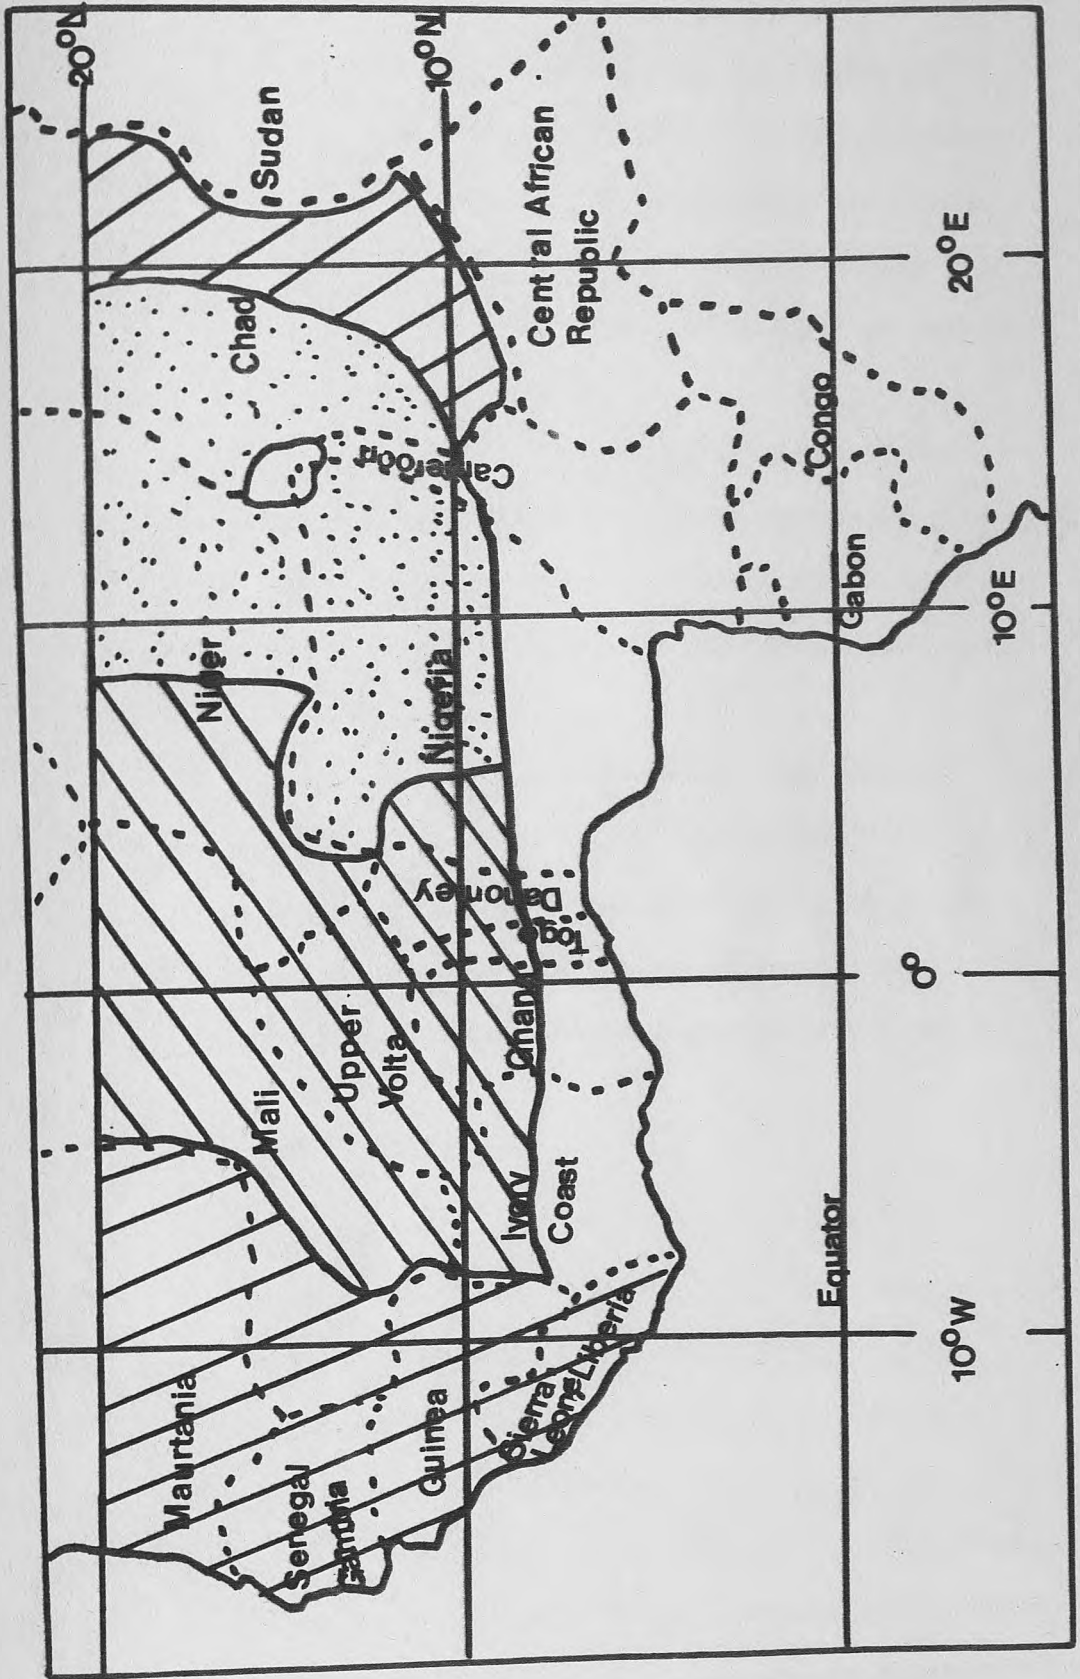 20°N
10°N
Sudan
Chad
Niger
Cameroon
Nigeria
Mali
Upper
Volta
Dahomey
Togo
Ghana
Ivory
Coast
Maurtania
Senegal
Gambia
Guinea
Sierra
Leone
Liberia
Central African
Republic
Congo
Gabon
Equator
10°W
0°
10°E
20°E